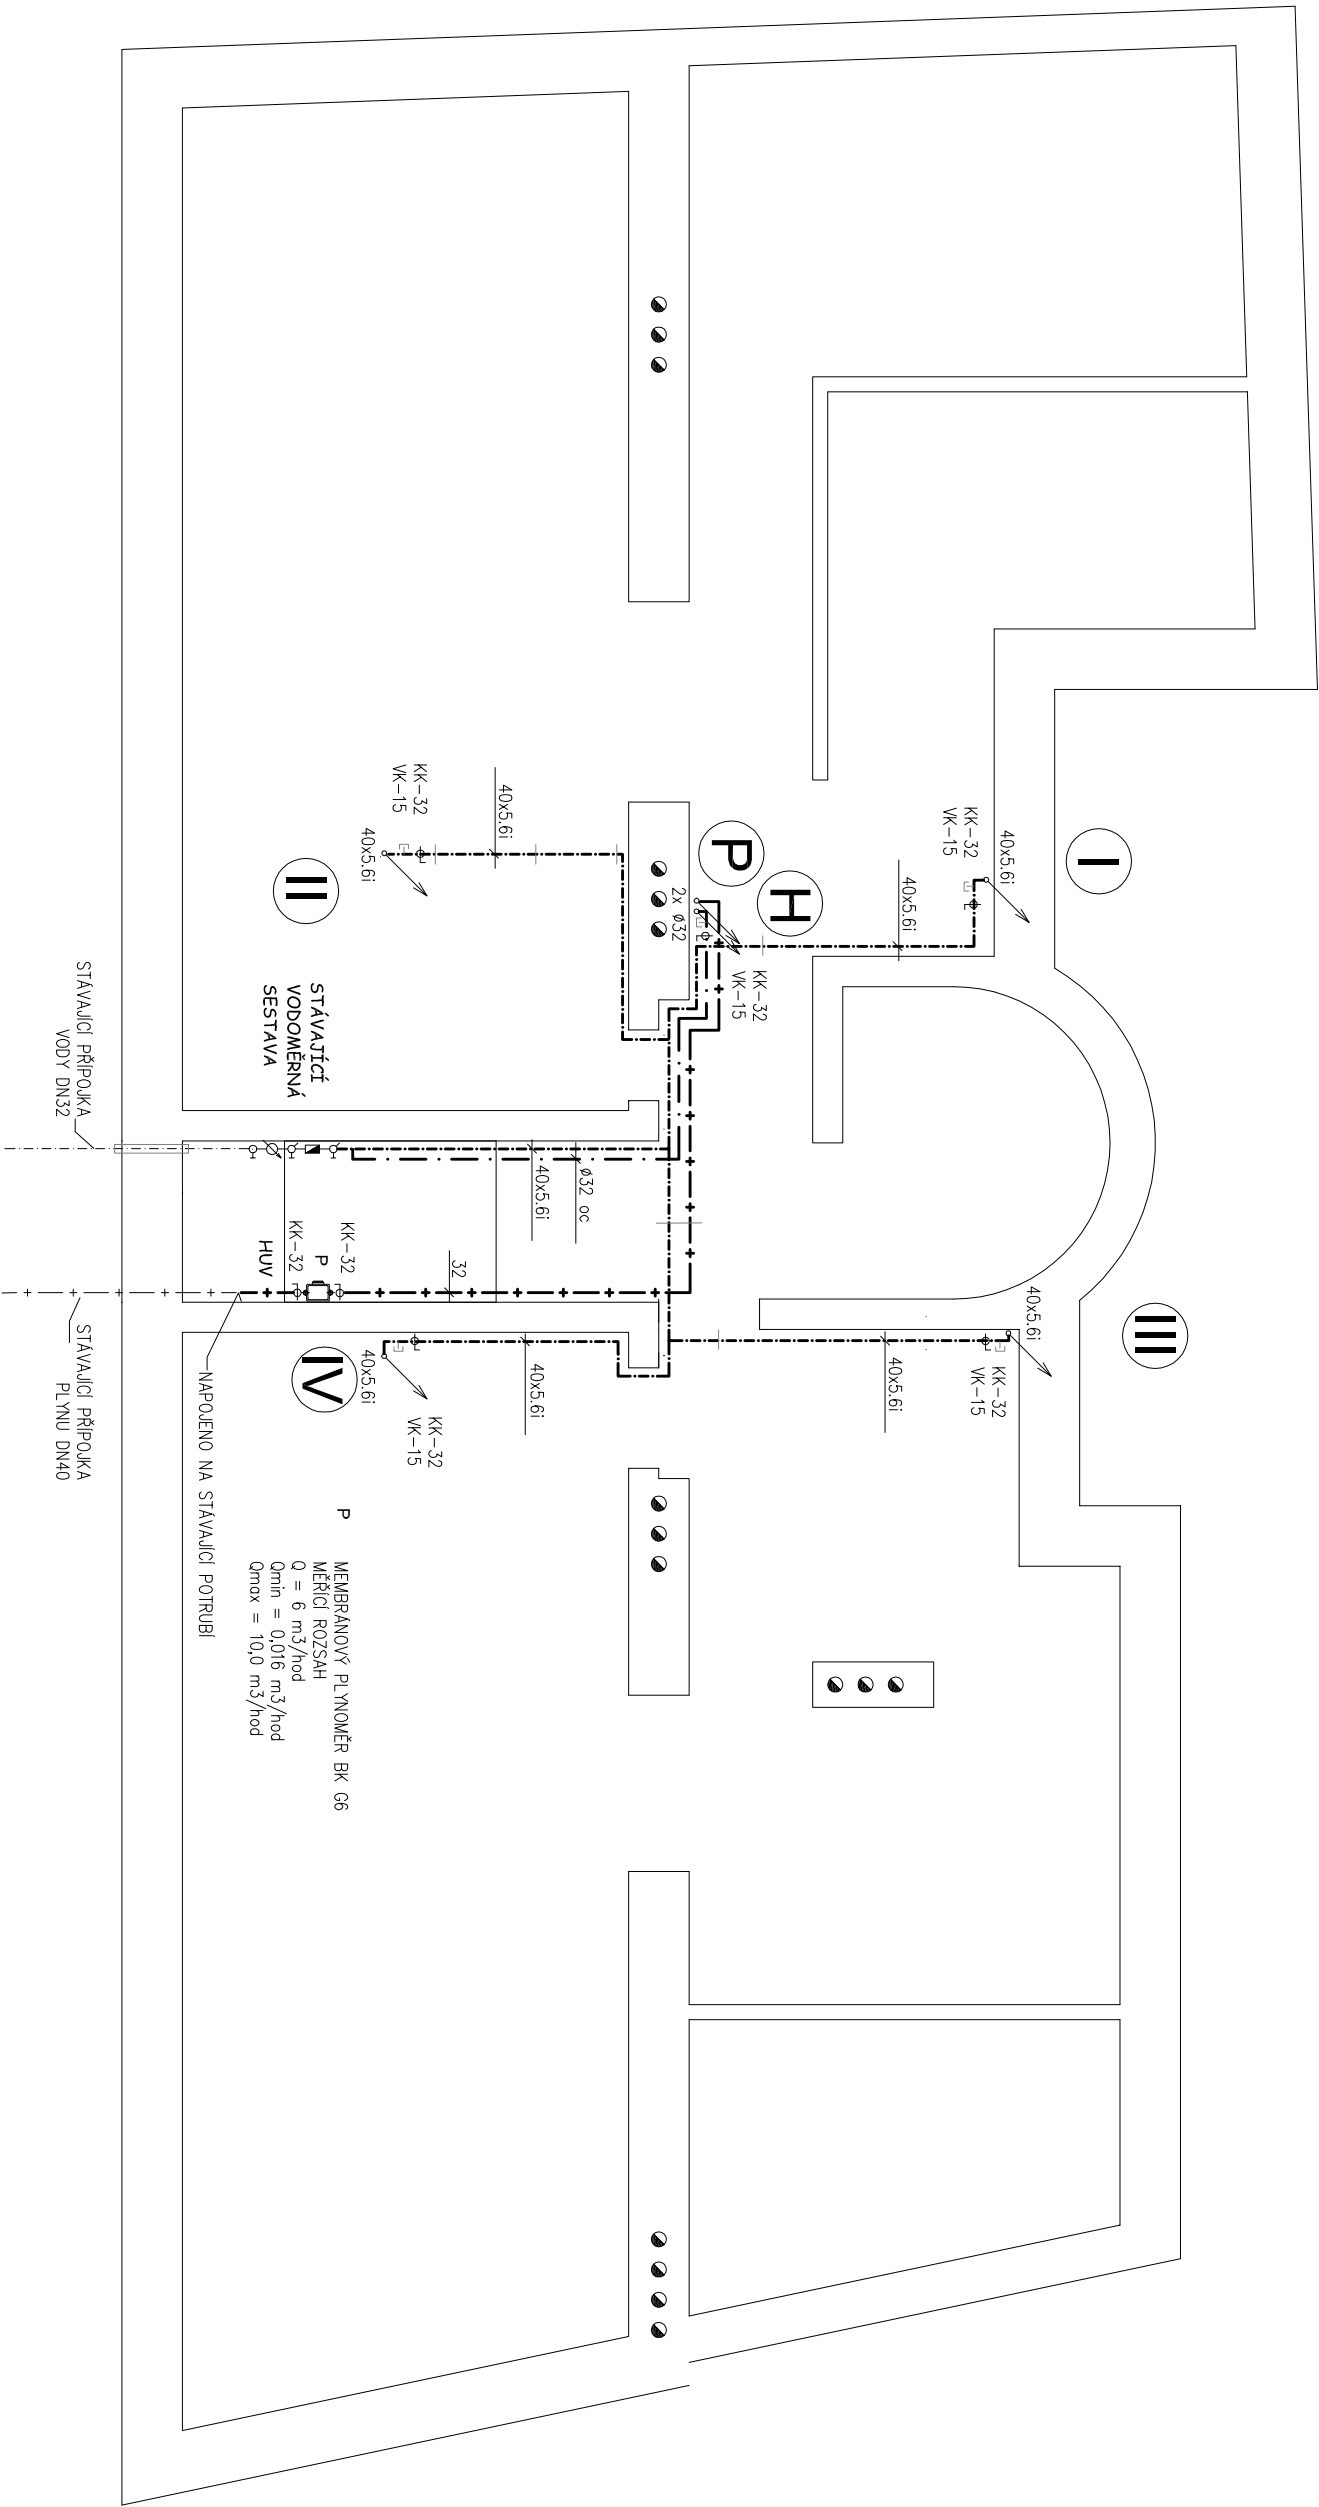 I
III
40x5.6i
KK-32
VK-15
40x5.6i
40x5.6i
KK-32
VK-15
40x5.6i
H
P
KK-32
VK-15
2x Ø32
KK-32
VK-15
40x5.6i
40x5.6i
II
Ø32 oc
40x5.6i
32
40x5.6i
40x5.6i
KK-32
VK-15
IV
STÁVAJÍCÍ
VODOMĚRNÁ
SESTAVA
KK-32
P
KK-32
HUV
P
MEMBRÁNOVÝ PLYNOMĚR BK G6
MĚŘÍCÍ ROZSAH
Q = 6 m3/hod
Qmin = 0,016 m3/hod
Qmax = 10,0 m3/hod
NAPOJENO NA STÁVAJÍCÍ POTRUBÍ
STÁVAJÍCÍ PŘÍPOJKA
VODY DN32
STÁVAJÍCÍ PŘÍPOJKA
PLYNU DN40